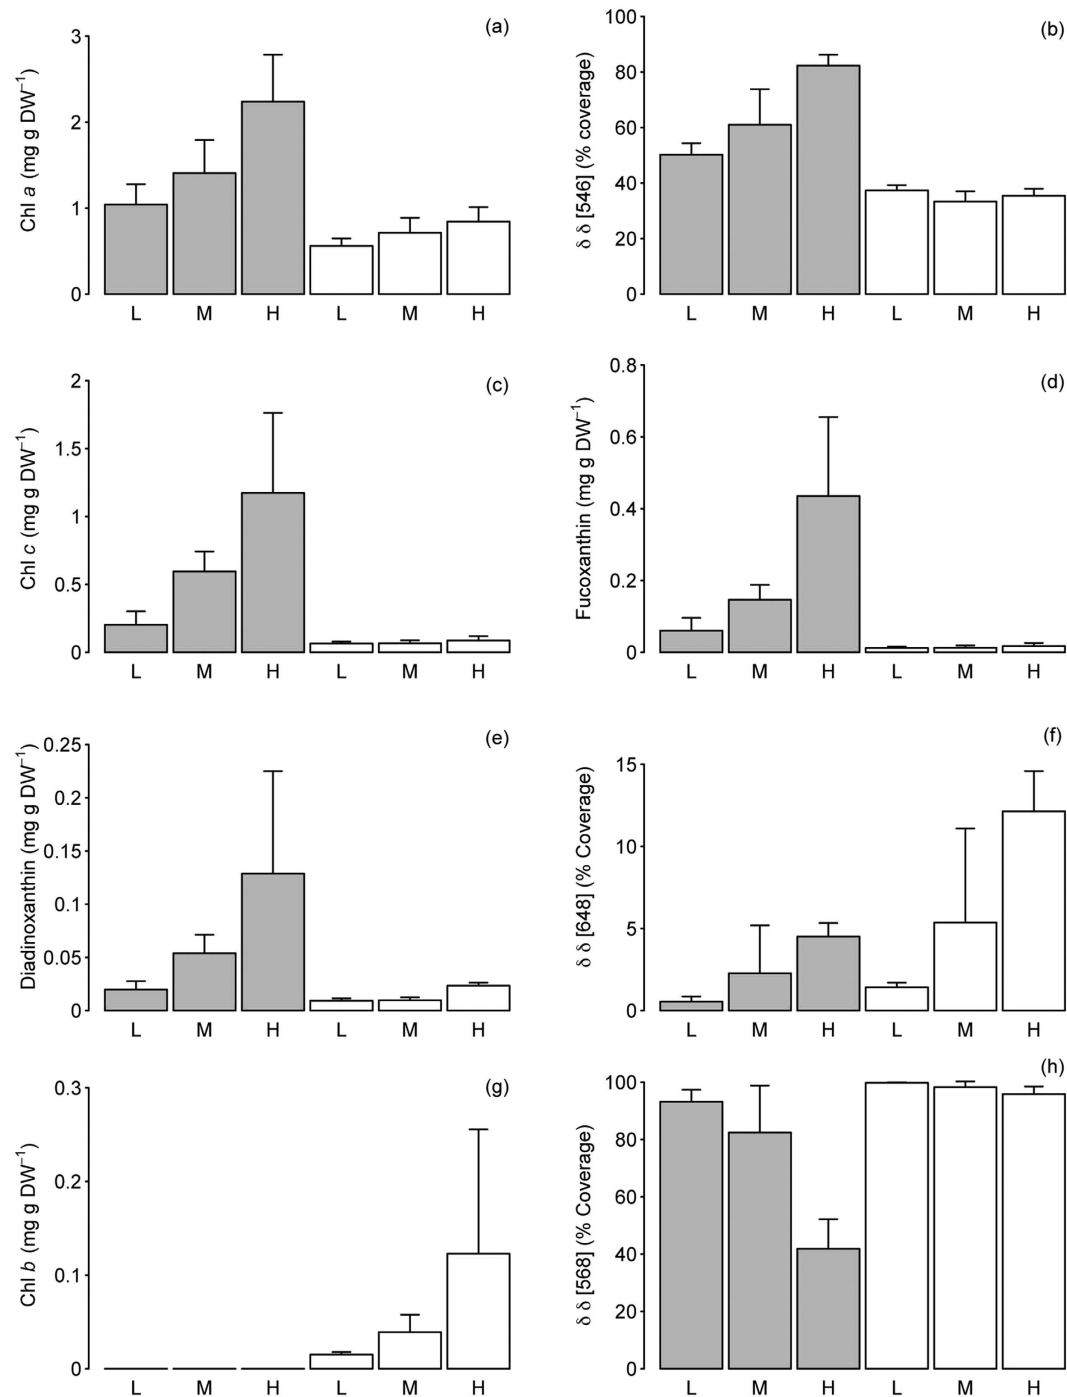 (a)
Chl a (mg g DW⁻¹)
3
2
1
0
L M H L M H
(b)
δ δ [546] (% coverage)
100
80
60
40
20
0
L M H L M H
(c)
Chl c (mg g DW⁻¹)
2
1.5
1
0.5
0
L M H L M H
(d)
Fucoxanthin (mg g DW⁻¹)
0.8
0.6
0.4
0.2
0
L M H L M H
(e)
Diadinoxanthin (mg g DW⁻¹)
0.25
0.2
0.15
0.1
0.05
0
L M H L M H
(f)
δ δ [648] (% Coverage)
15
10
5
0
L M H L M H
(g)
Chl b (mg g DW⁻¹)
0.3
0.2
0.1
0
L M H L M H
(h)
δ δ [568] (% Coverage)
100
80
60
40
20
0
L M H L M H